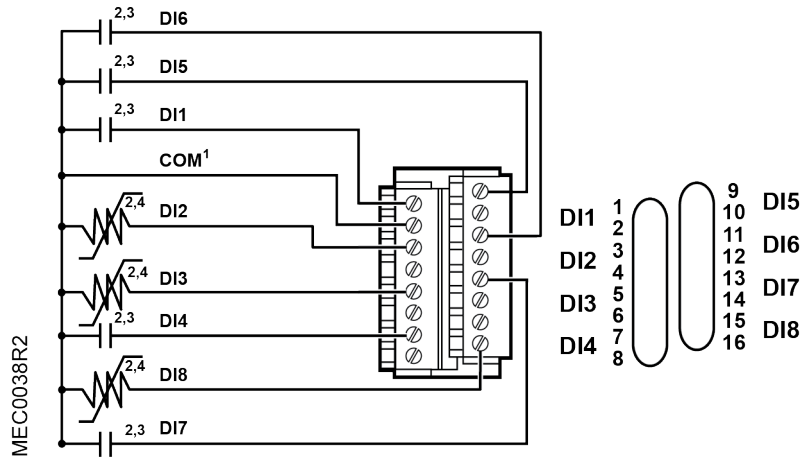 2,3 DI6
2,3 DI5
2,3 DI1
COM1
2,4 DI2
2,4 DI3
2,3 DI4
2,4 DI8
2,3 DI7
MEC0038R2
DI1 1
2
DI2 3
4
DI3 5
6
DI4 7
8
9 DI5
10
11 DI6
12
13 DI7
14
15 DI8
16